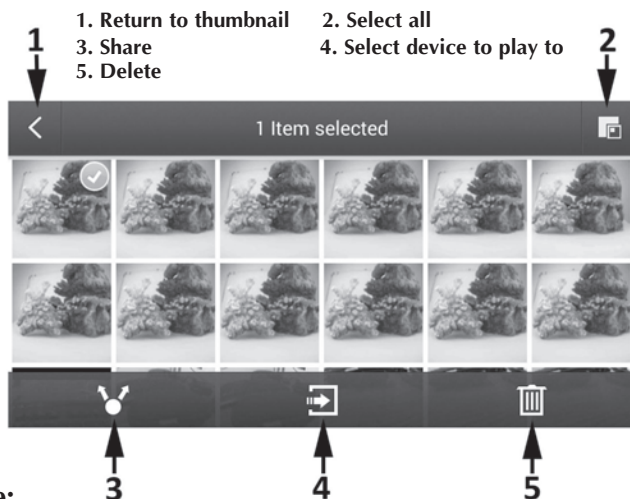 1. Return to thumbnail 2. Select all
3. Share 4. Select device to play to
5. Delete
1
2
1 Item selected
e:
3
4
5